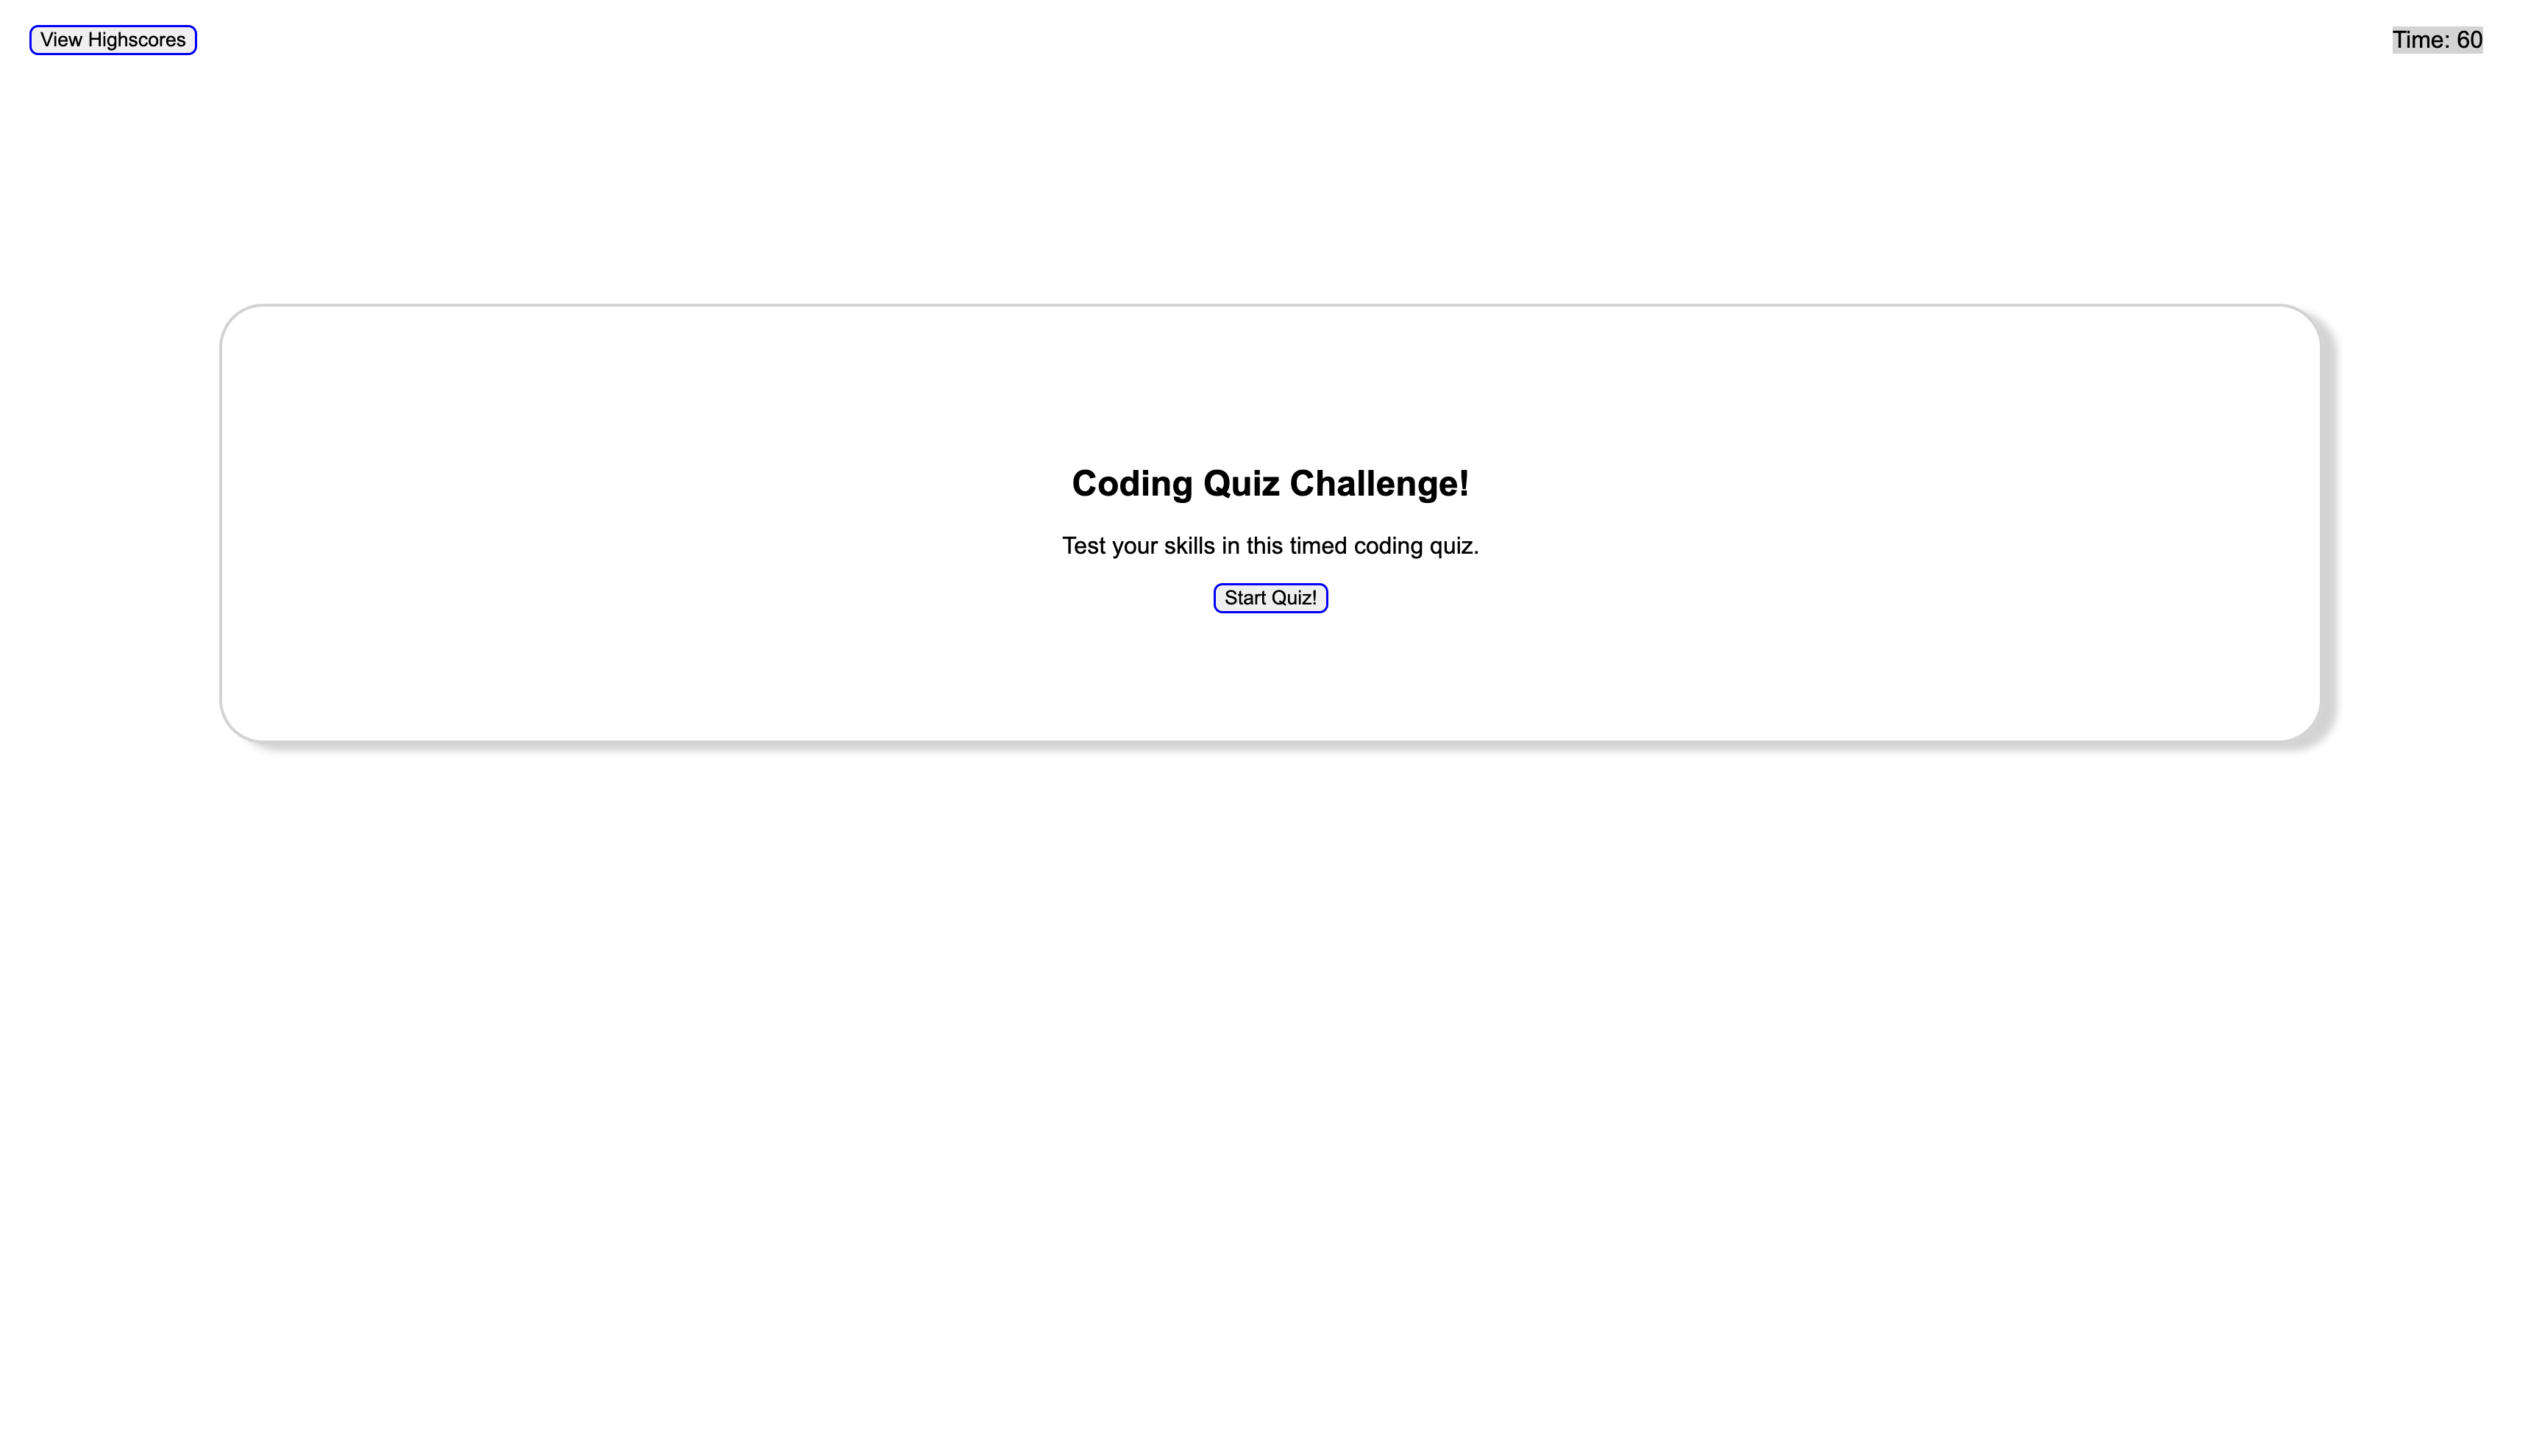 View Highscores
Time: 60
Coding Quiz Challenge!
Test your skills in this timed coding quiz.
Start Quiz!